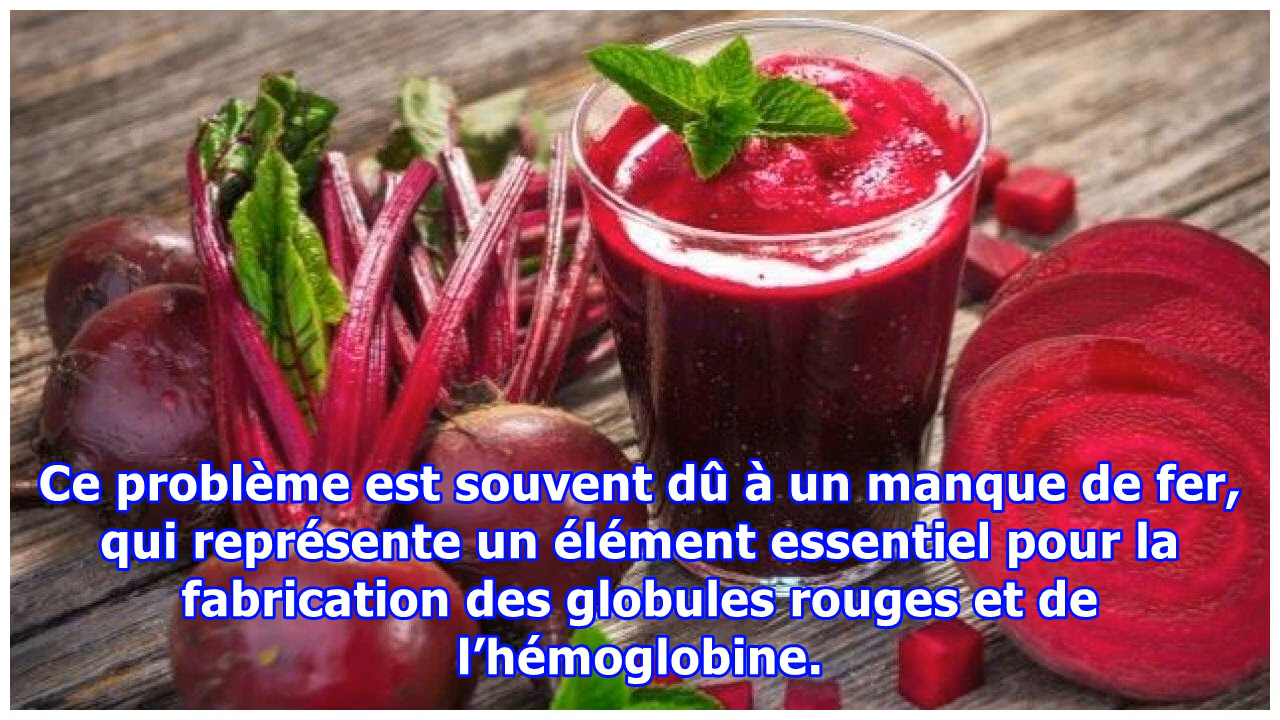 Ce problème est souvent dû à un manque de fer,
qui représente un élément essentiel pour la
fabrication des globules rouges et de
l’hémoglobine.